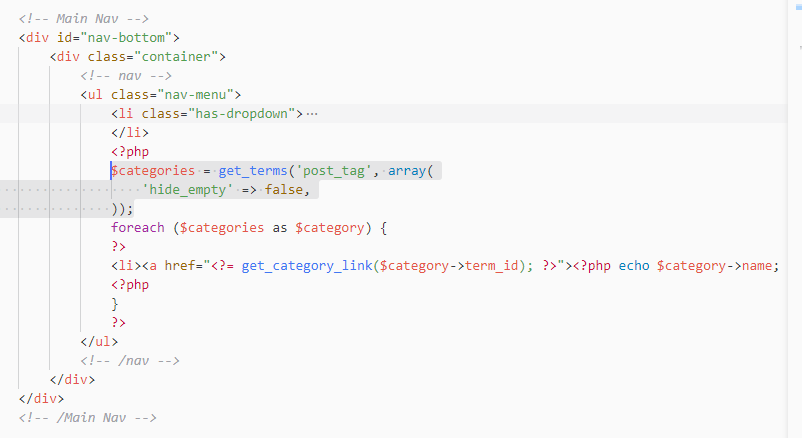 <!-- Main Nav -->
<div id="nav-bottom">
<div class="container">
<!-- nav -->
<ul class="nav-menu">
<li class="has-dropdown">…
</li>
<?php
$categories = get_terms('post_tag', array(
'hide_empty' => false,
));
foreach ($categories as $category) {
?>
<li><a href="<?= get_category_link($category->term_id); ?>"><?php echo $category->name;
<?php
}
?>
</ul>
<!-- /nav -->
</div>
</div>
<!-- /Main Nav -->